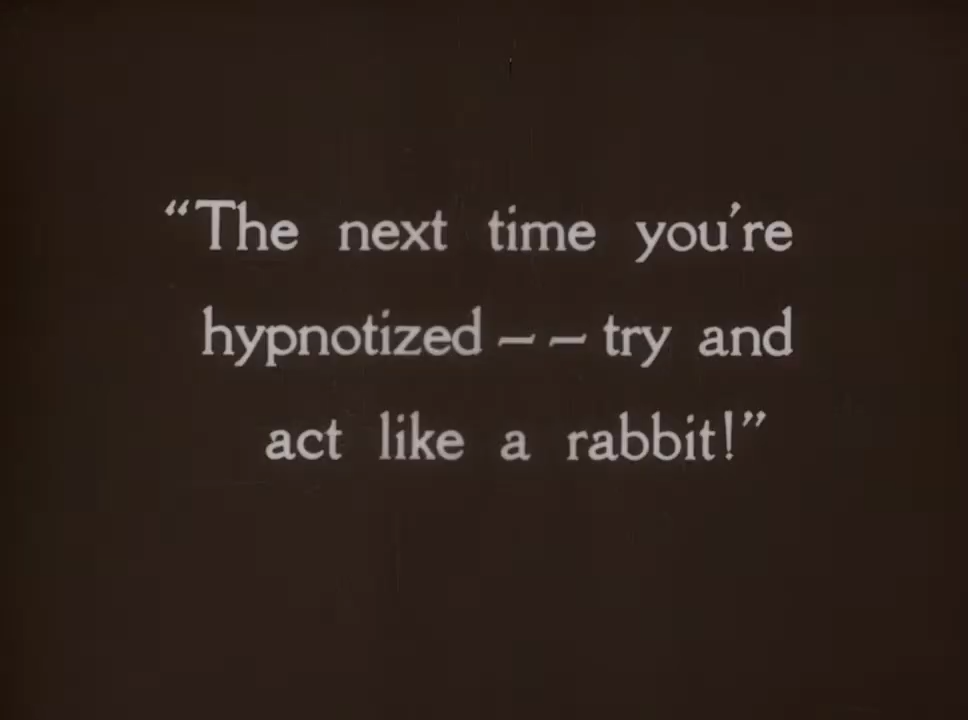 “The next time you’re
hypnotized -- try and
act like a rabbit!”